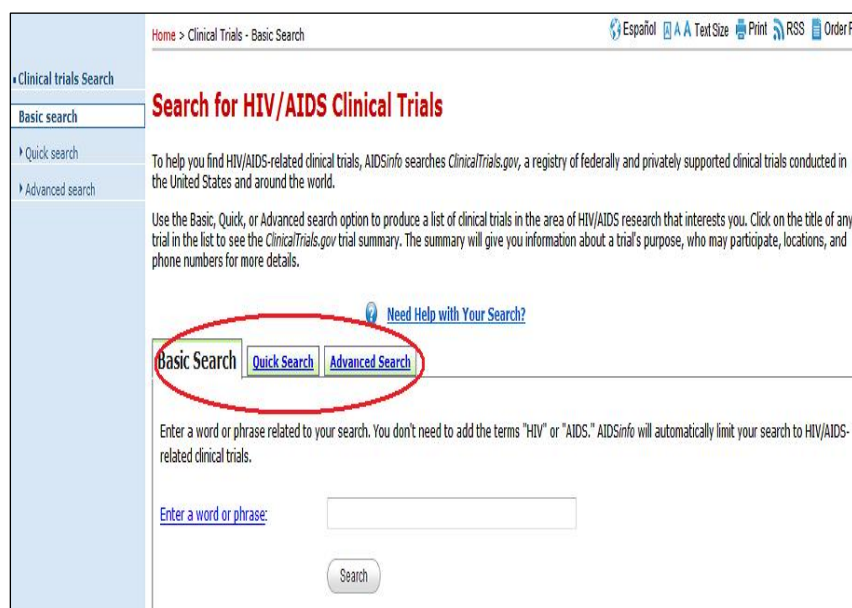 Home > Clinical Trials - Basic Search
Español A A A Text Size Print RSS Order
Clinical trials Search
Basic search
Quick search
Advanced search
Search for HIV/AIDS Clinical Trials
To help you find HIV/AIDS-related clinical trials, AIDSinfo searches ClinicalTrials.gov, a registry of federally and privately supported clinical trials conducted in
the United States and around the world.
Use the Basic, Quick, or Advanced search option to produce a list of clinical trials in the area of HIV/AIDS research that interests you. Click on the title of any
trial in the list to see the ClinicalTrials.gov trial summary. The summary will give you information about a trial's purpose, who may participate, locations, and
phone numbers for more details.
Need Help with Your Search?
Basic Search Quick Search Advanced Search
Enter a word or phrase related to your search. You don't need to add the terms "HIV" or "AIDS." AIDSinfo will automatically limit your search to HIV/AIDS-
related clinical trials.
Enter a word or phrase:
Search